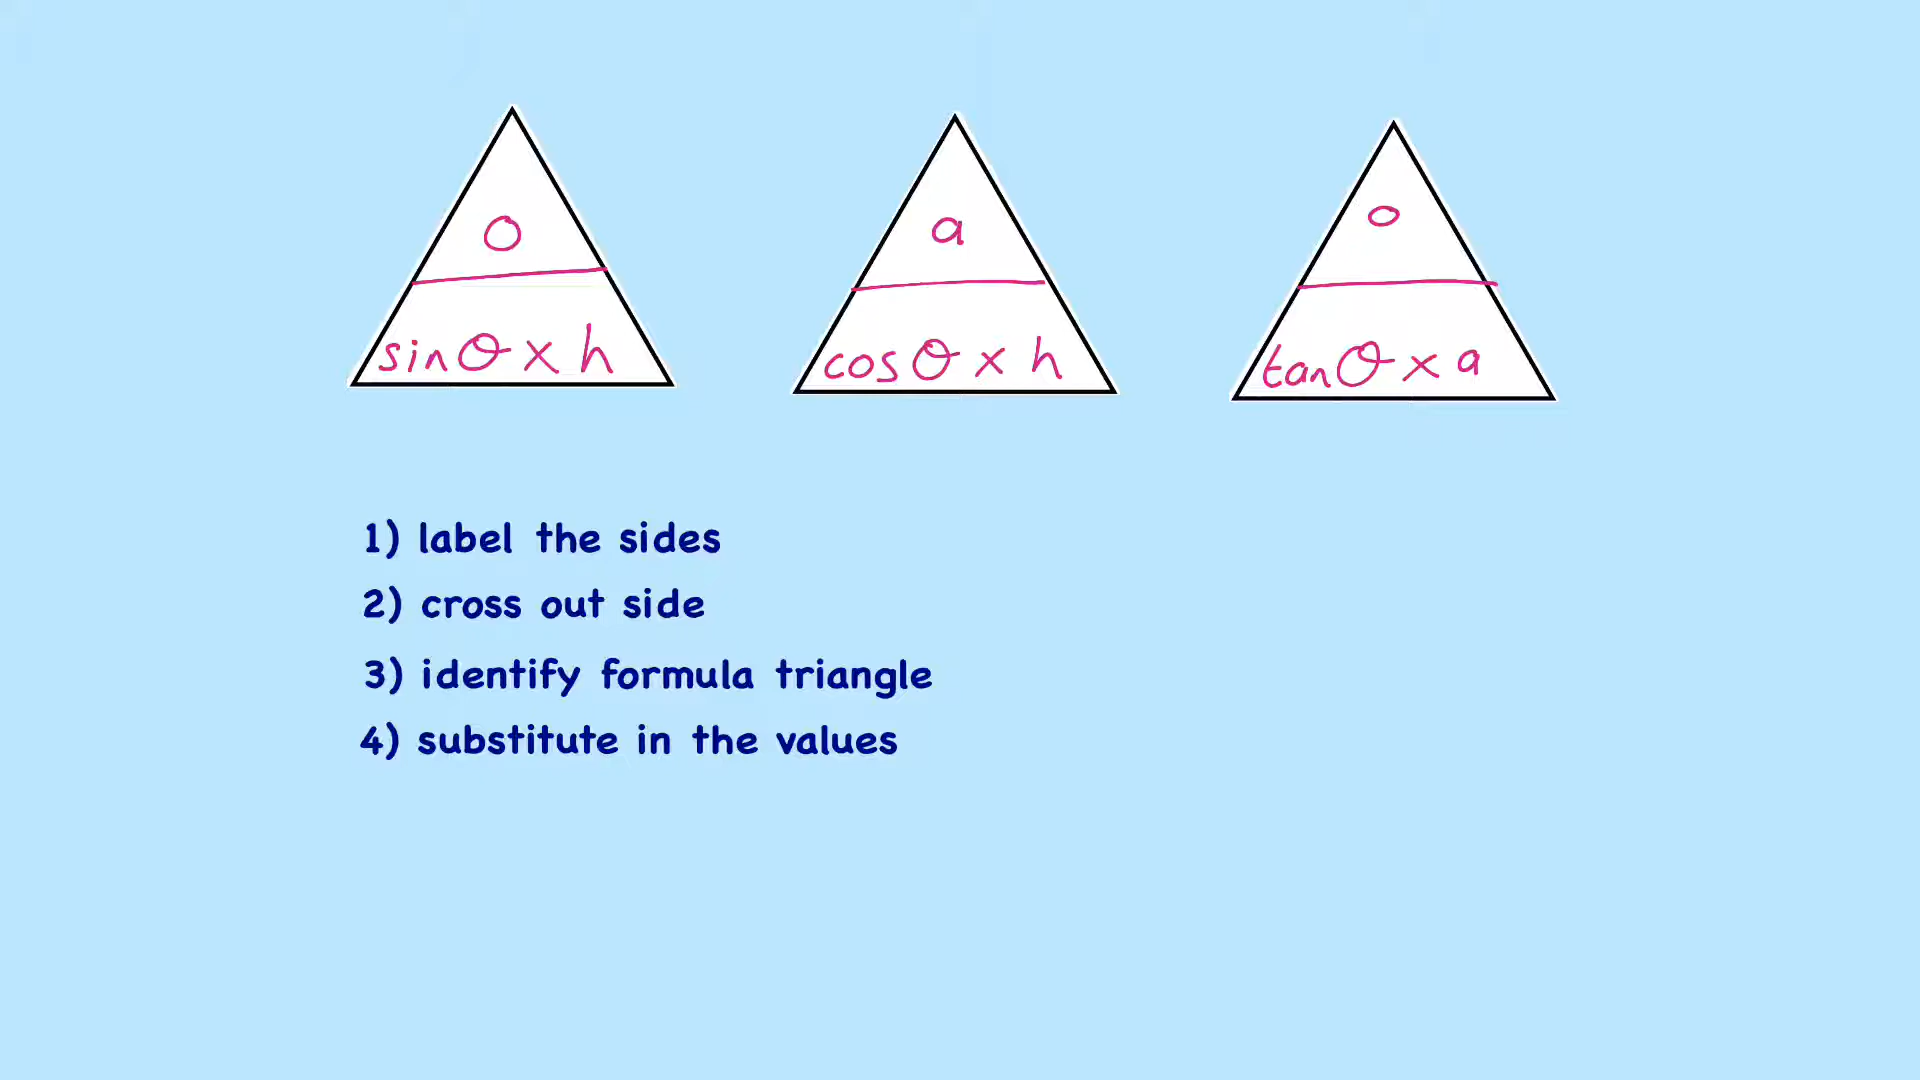 o
sinθ x h
a
cosθ x h
o
tanθ x a
1) label the sides
2) cross out side
3) identify formula triangle
4) substitute in the values